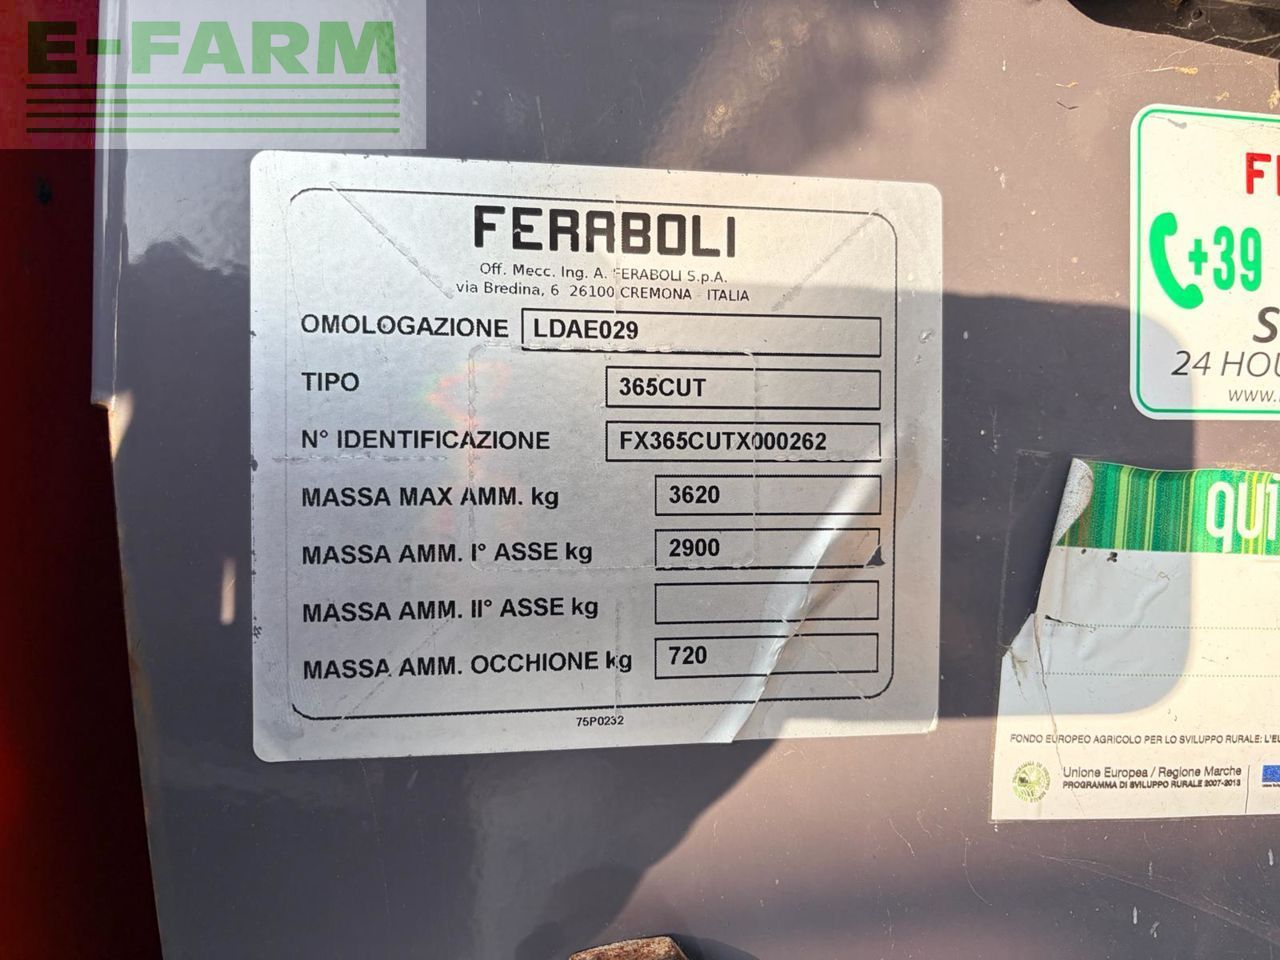 E-FARM
FERABOLI
Off. Mecc. Ing. A. FERABOLI S.p.A.
via Bredina, 6 26100 CREMONA - ITALIA
OMOLOGAZIONE LDAE029
TIPO 365CUT
N° IDENTIFICAZIONE FX365CUTX000262
MASSA MAX AMM. kg 3620
MASSA AMM. I° ASSE kg 2900
MASSA AMM. II° ASSE kg
MASSA AMM. OCCHIONE kg 720
75P0232
+39
24 HOU
www.
QUI
FONDO EUROPEO AGRICOLO PER LO SVILUPPO RURALE: L'EU
Unione Europea / Regione Marche
PROGRAMMA DI SVILUPPO RURALE 2007-2013